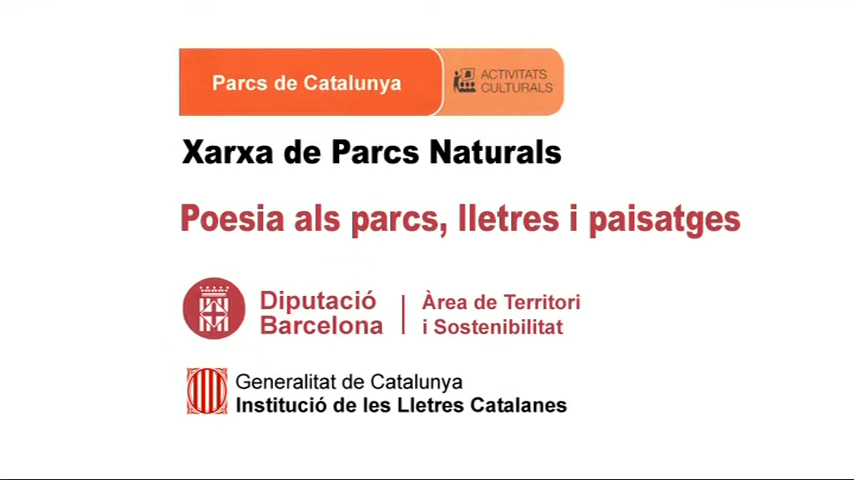 Parcs de Catalunya
ACTIVITATS
CULTURALS
Xarxa de Parcs Naturals
Poesia als parcs, lletres i paisatges
Diputació
Barcelona
Àrea de Territori
i Sostenibilitat
Generalitat de Catalunya
Institució de les Lletres Catalanes